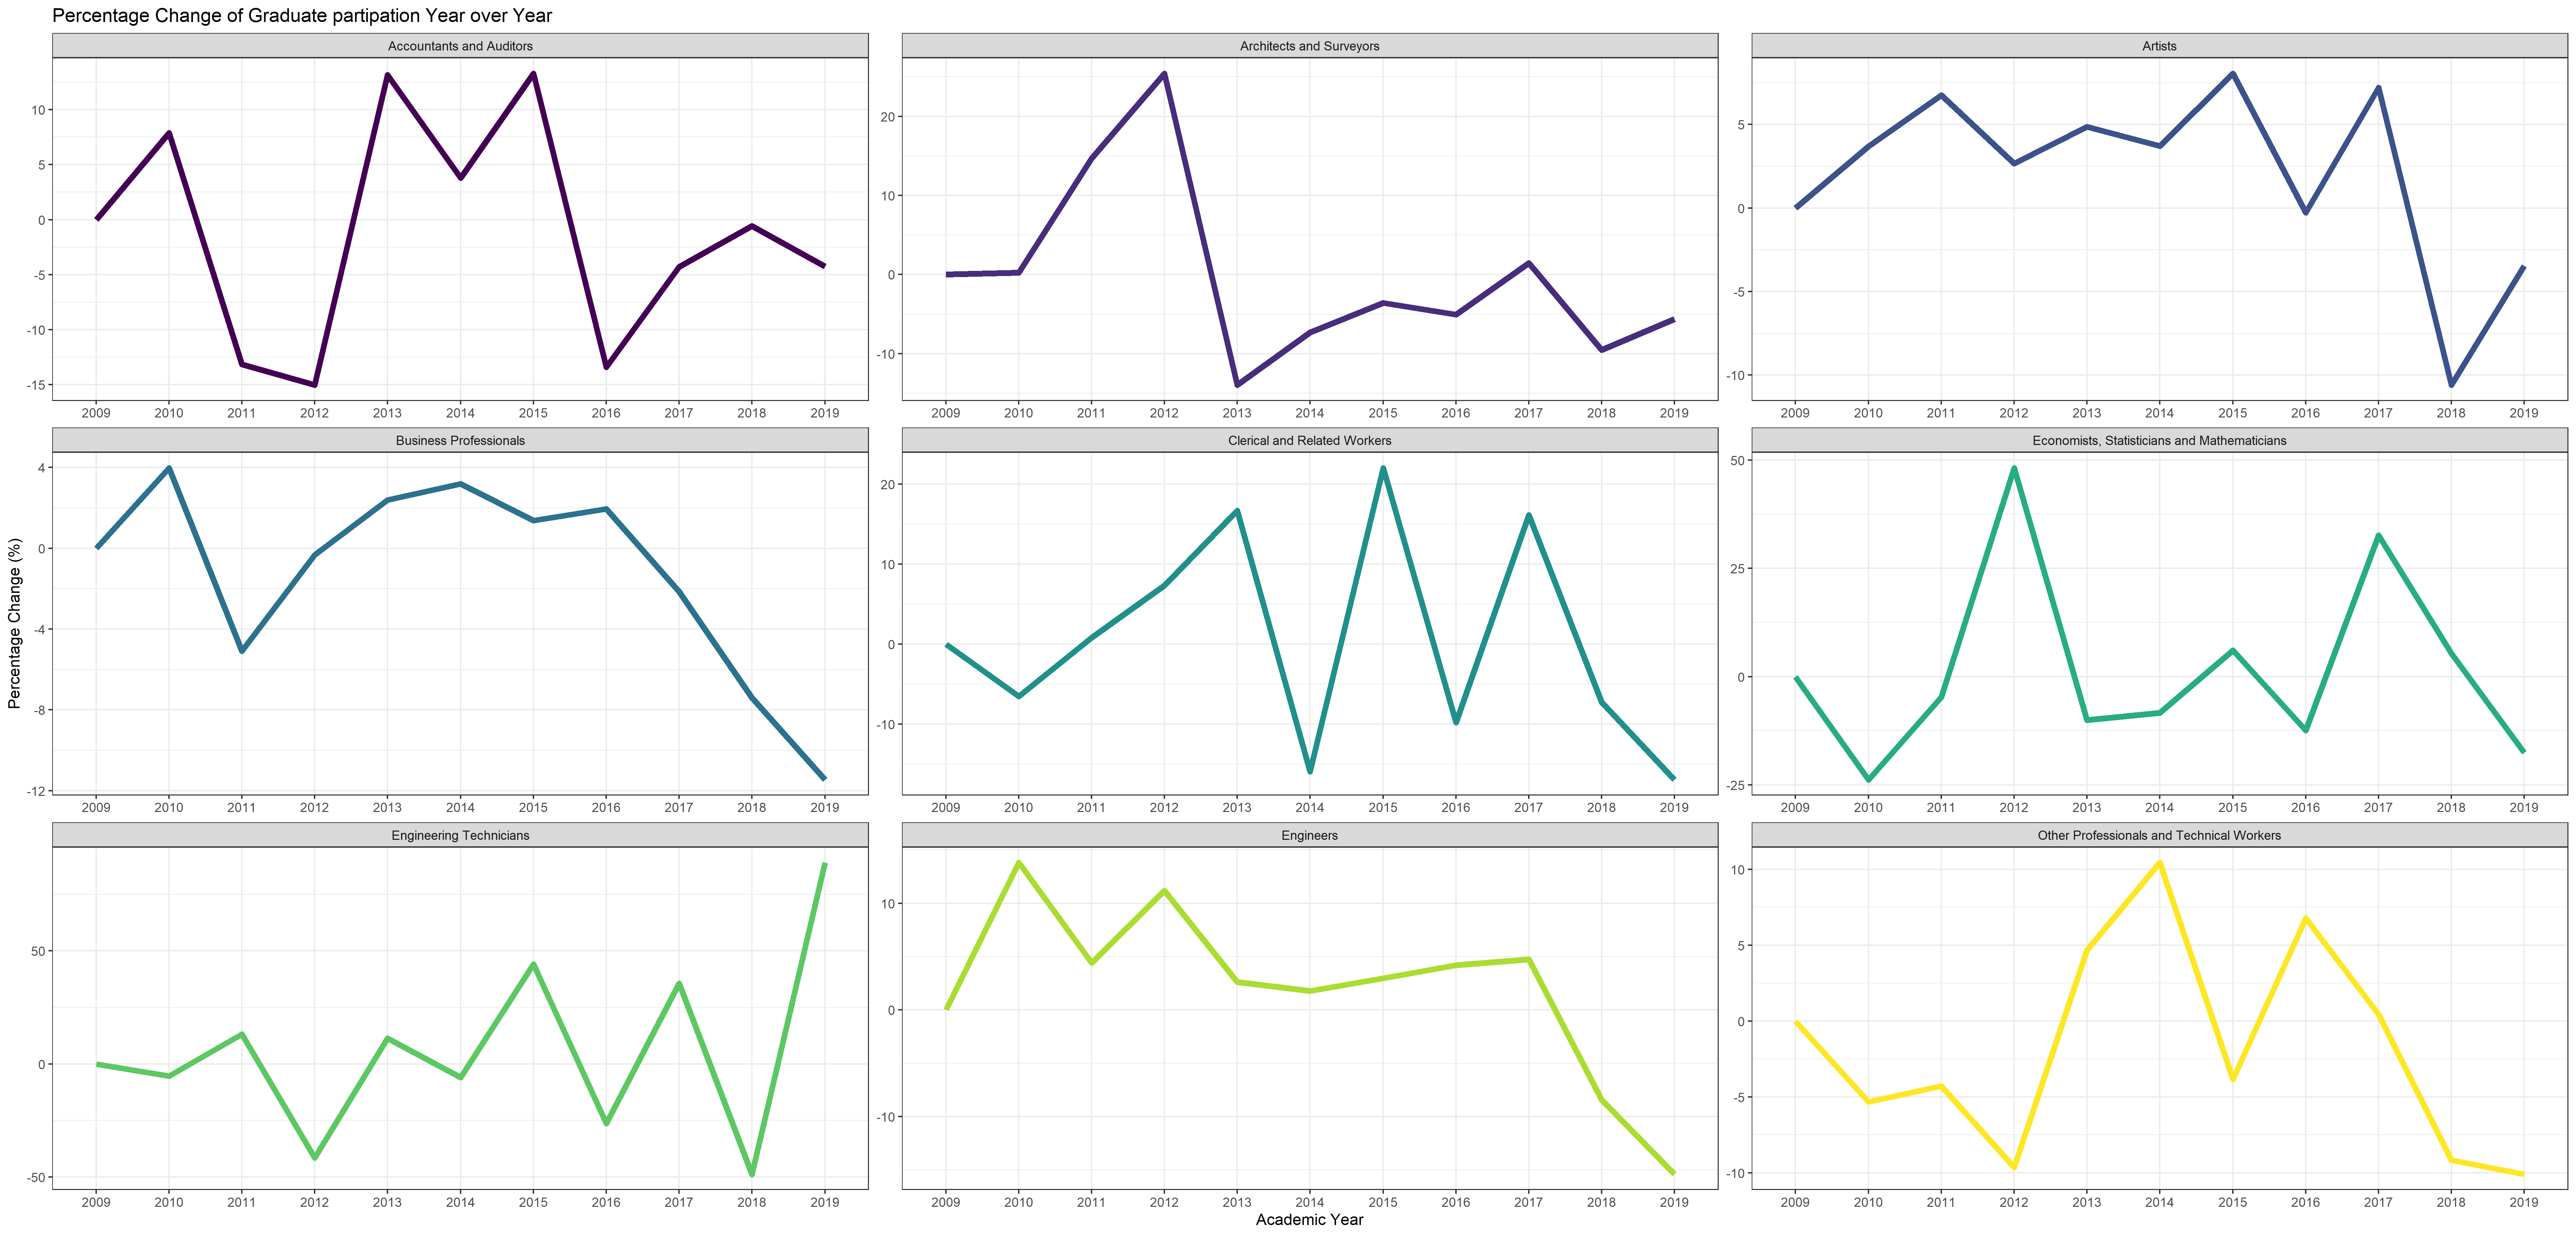 Percentage Change of Graduate partipation Year over Year
Accountants and Auditors
Architects and Surveyors
Artists
10
5
0
-5
-10
-15
20
10
0
-10
5
0
-5
-10
2009 2010 2011 2012 2013 2014 2015 2016 2017 2018 2019
2009 2010 2011 2012 2013 2014 2015 2016 2017 2018 2019
2009 2010 2011 2012 2013 2014 2015 2016 2017 2018 2019
Business Professionals
Clerical and Related Workers
Economists, Statisticians and Mathematicians
Percentage Change (%)
4
0
-4
-8
-12
20
10
0
-10
50
25
0
-25
2009 2010 2011 2012 2013 2014 2015 2016 2017 2018 2019
2009 2010 2011 2012 2013 2014 2015 2016 2017 2018 2019
2009 2010 2011 2012 2013 2014 2015 2016 2017 2018 2019
Engineering Technicians
Engineers
Other Professionals and Technical Workers
50
0
-50
10
0
-10
10
5
0
-5
-10
2009 2010 2011 2012 2013 2014 2015 2016 2017 2018 2019
2009 2010 2011 2012 2013 2014 2015 2016 2017 2018 2019
2009 2010 2011 2012 2013 2014 2015 2016 2017 2018 2019
Academic Year